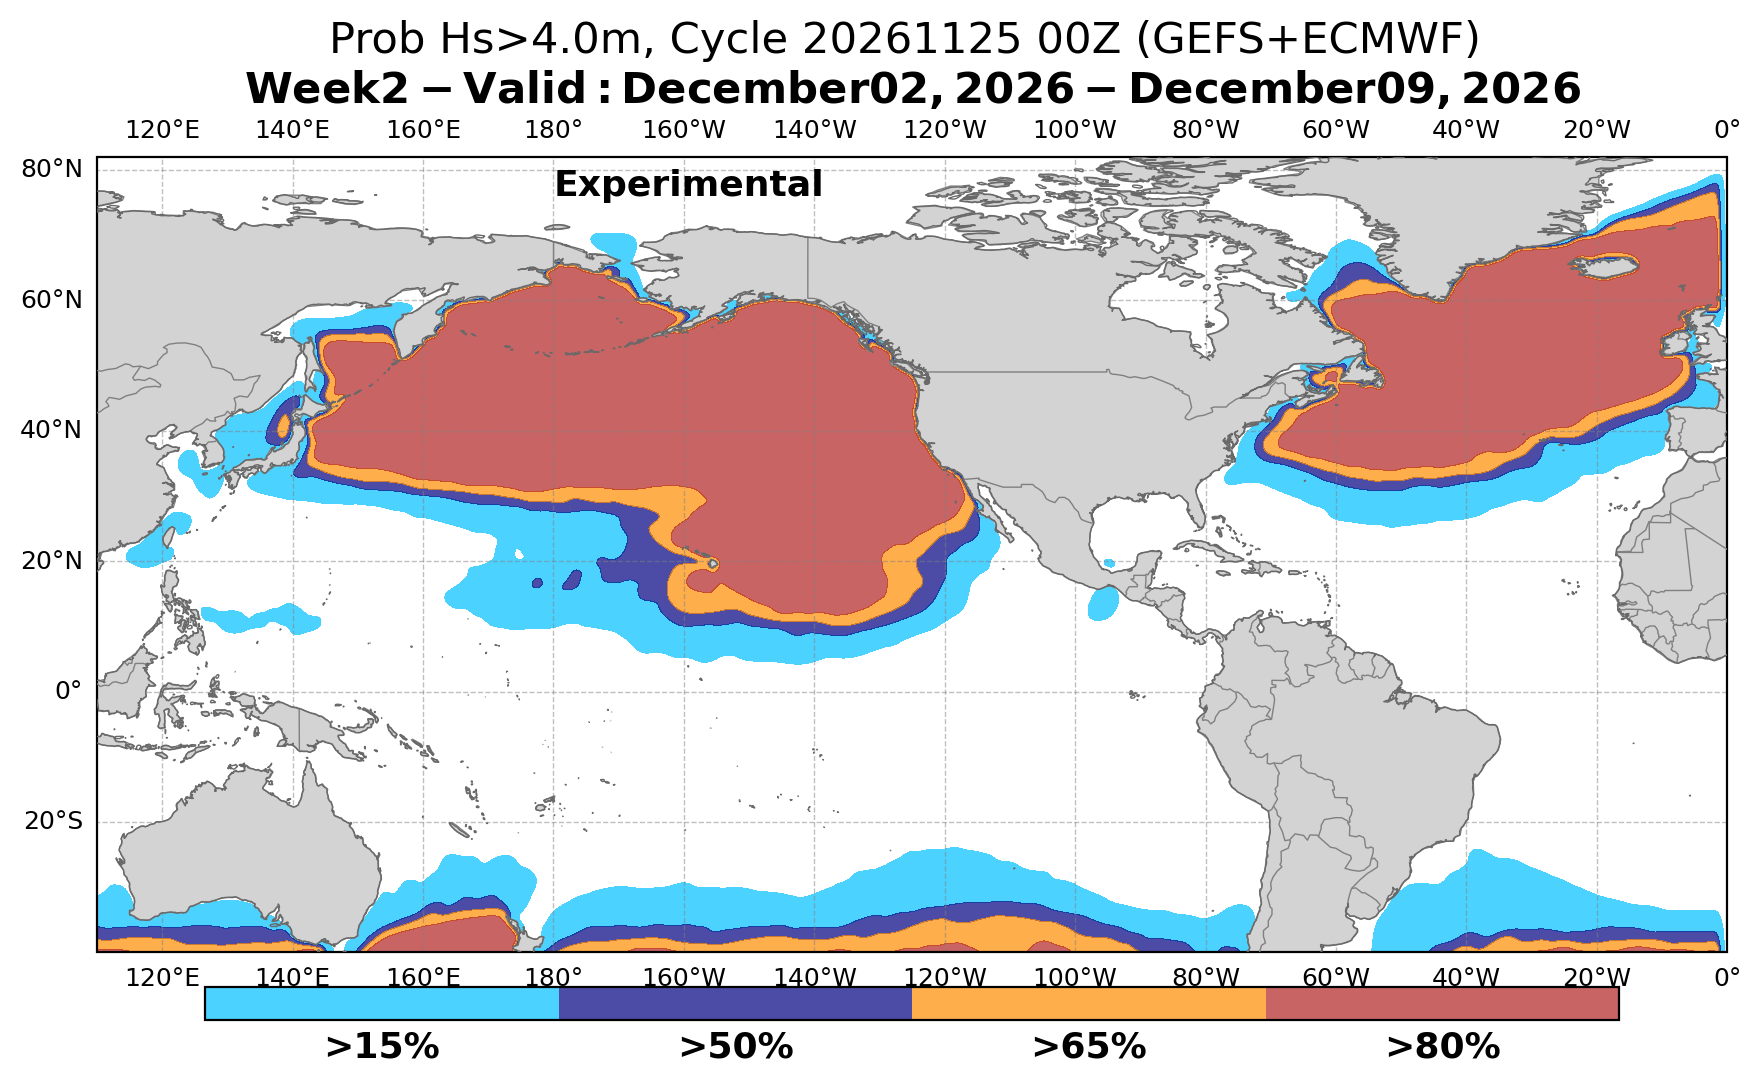 Prob Hs>4.0m, Cycle 20261125 00Z (GEFS+ECMWF)
Week2 − Valid : December02, 2026 − December09, 2026
120°E 140°E 160°E 180° 160°W 140°W 120°W 100°W 80°W 60°W 40°W 20°W 0°
80°N
Experimental
60°N
40°N
20°N
0°
20°S
120°E 140°E 160°E 180° 160°W 140°W 120°W 100°W 80°W 60°W 40°W 20°W 0°
>15% >50% >65% >80%